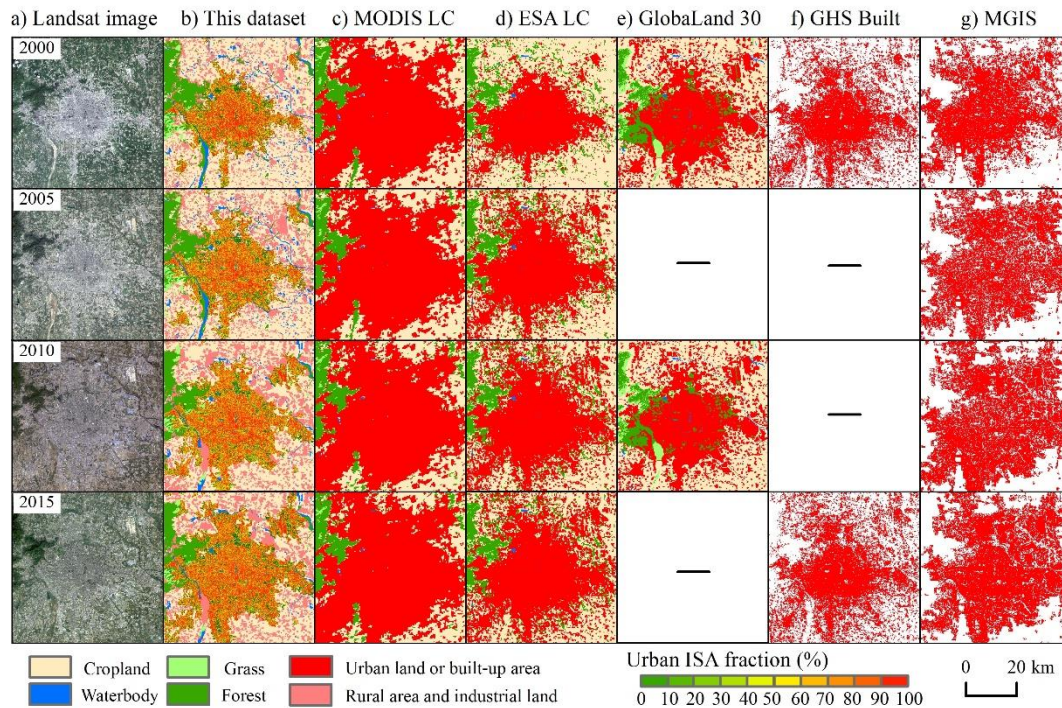 a) Landsat image b) This dataset c) MODIS LC d) ESA LC e) GlobaLand 30 f) GHS Built g) MGIS
2000
2005
2010
2015
Cropland Grass Urban land or built-up area
Waterbody Forest Rural area and industrial land
Urban ISA fraction (%)
0 10 20 30 40 50 60 70 80 90 100
0 20 km